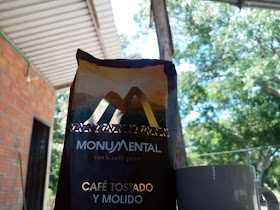 MONUMENTAL
100% café puro
CAFÉ TOSTADO
Y MOLIDO